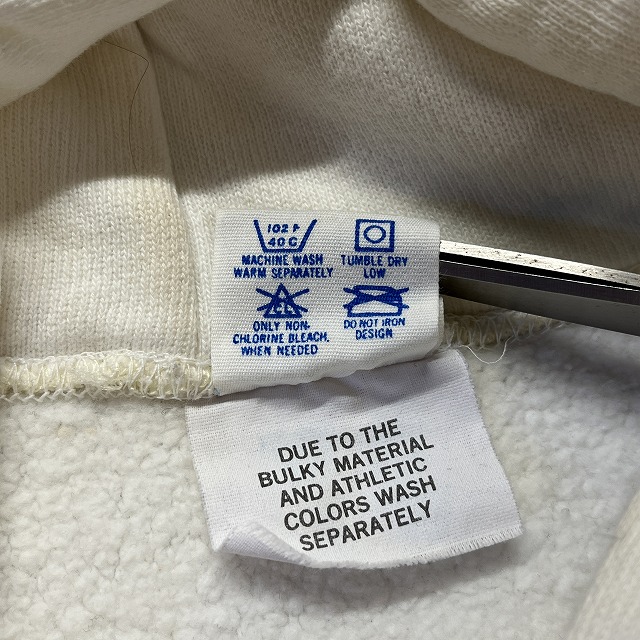 102 F
40 C
MACHINE WASH
WARM SEPARATELY
TUMBLE DRY
LOW
CL
ONLY NON-
CHLORINE BLEACH,
WHEN NEEDED
DO NOT IRON
DESIGN
DUE TO THE
BULKY MATERIAL
AND ATHLETIC
COLORS WASH
SEPARATELY